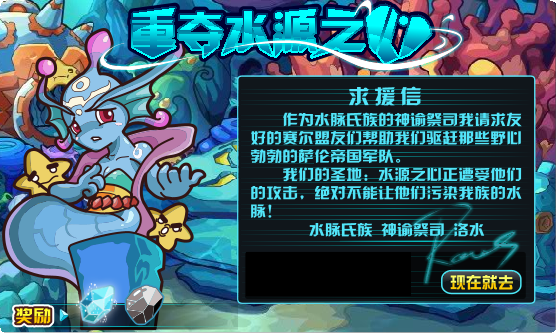 重夺水源之心
求援信
作为水脉氏族的神谕祭司我请求友
好的赛尔盟友们帮助我们驱赶那些野心
勃勃的萨伦帝国军队。
我们的圣地：水源之心正遭受他们
的攻击，绝对不能让他们污染我族的水
脉！
水脉氏族 神谕祭司 洛水
现在就去
奖励